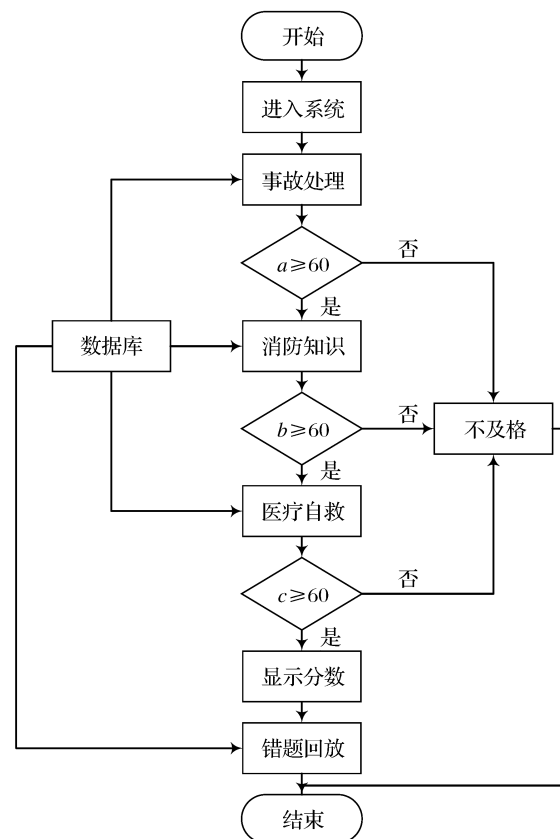 开始
进入系统
事故处理
a≥60
否
是
数据库
消防知识
b≥60
否
不及格
是
医疗自救
c≥60
否
是
显示分数
错题回放
结束